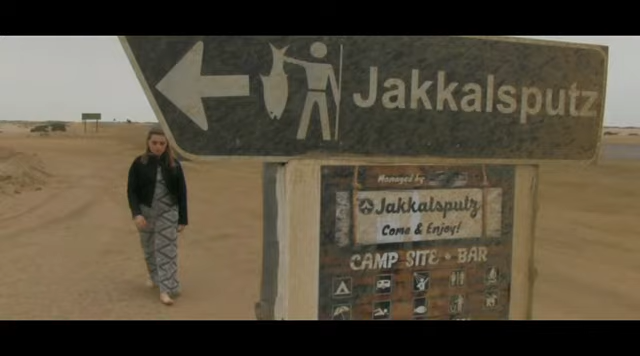 Jakkalsputz
Managed by
Jakkalsputz
Come & Enjoy!
CAMP SITE • BAR